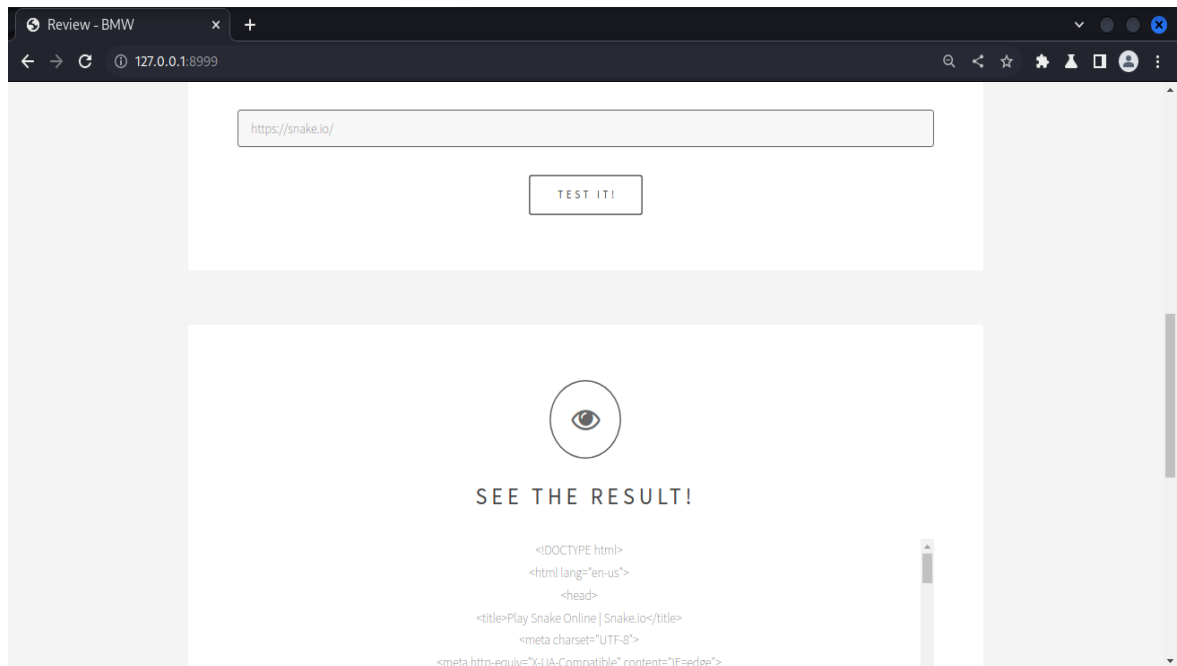 Review - BMW
127.0.0.1:8999
https://snake.io/
TEST IT!
SEE THE RESULT!
<!DOCTYPE html>
<html lang="en-us">
<head>
<title>Play Snake Online | Snake.io</title>
<meta charset="UTF-8">
<meta http-equiv="X-UA-Compatible" content="IE=edge">